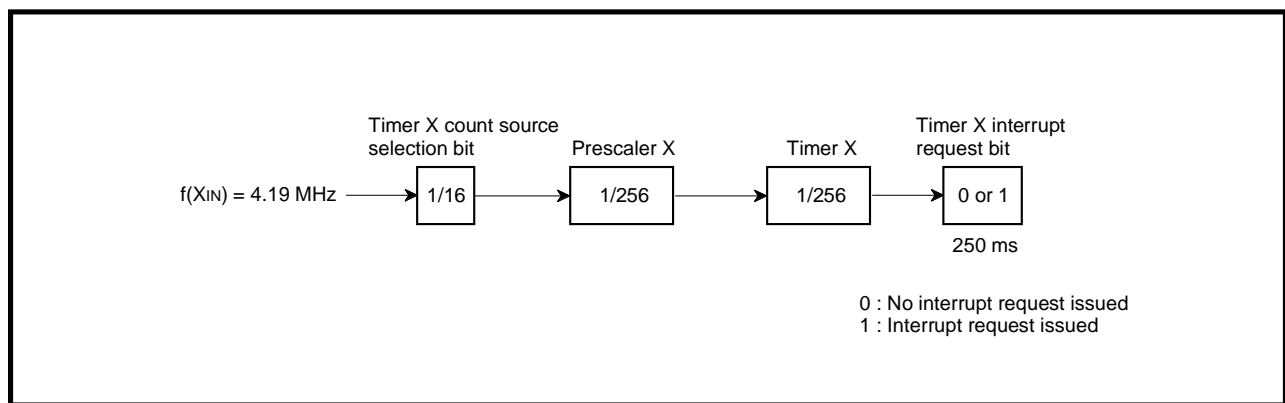 Timer X count source
selection bit
Prescaler X
Timer X
Timer X interrupt
request bit
f(XIN) = 4.19 MHz
1/16
1/256
1/256
0 or 1
250 ms
0 : No interrupt request issued
1 : Interrupt request issued